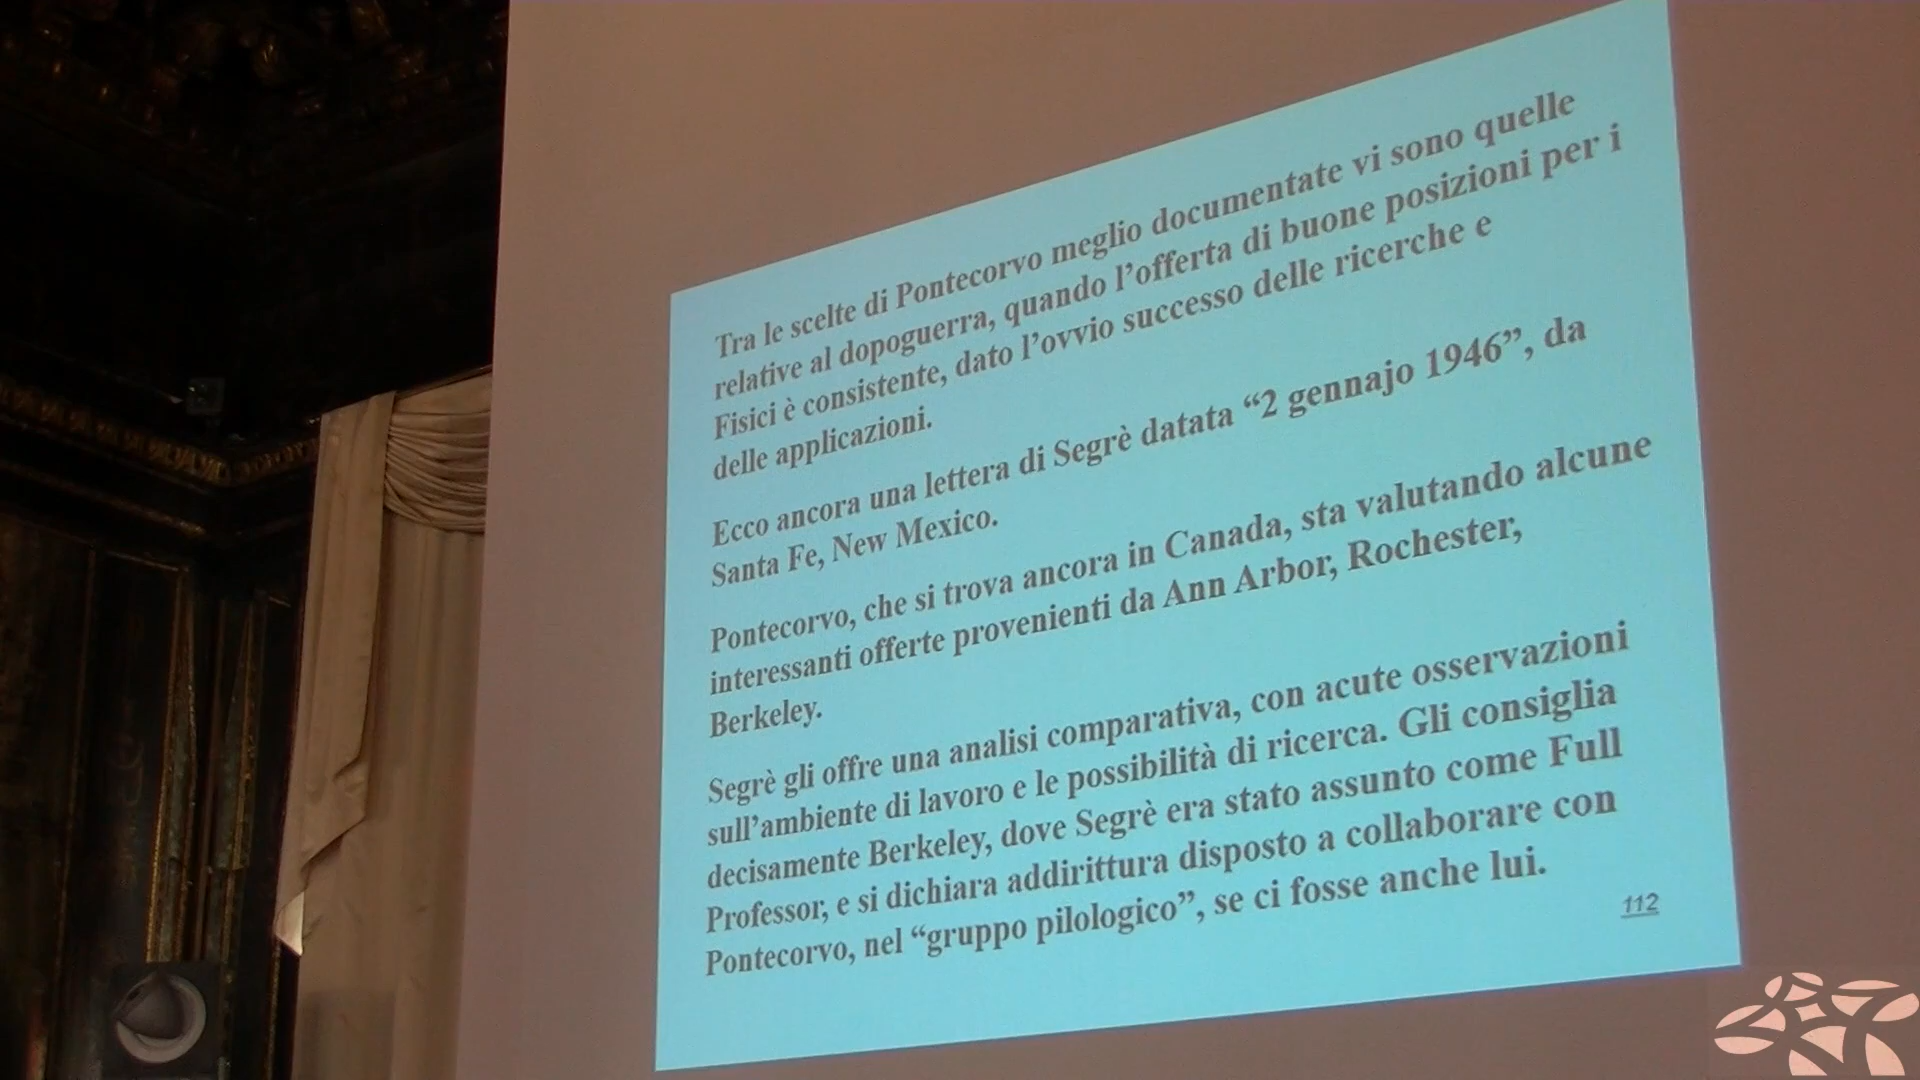 Tra le scelte di Pontecorvo meglio documentate vi sono quelle
relative al dopoguerra, quando l’offerta di buone posizioni per i
Fisici è consistente, dato l’ovvio successo delle ricerche e
delle applicazioni.
Ecco ancora una lettera di Segrè datata “2 gennajo 1946”, da
Santa Fe, New Mexico.
Pontecorvo, che si trova ancora in Canada, sta valutando alcune
interessanti offerte provenienti da Ann Arbor, Rochester,
Berkeley.
Segrè gli offre una analisi comparativa, con acute osservazioni
sull’ambiente di lavoro e le possibilità di ricerca. Gli consiglia
decisamente Berkeley, dove Segrè era stato assunto come Full
Professor, e si dichiara addirittura disposto a collaborare con
Pontecorvo, nel “gruppo pilologico”, se ci fosse anche lui.
112